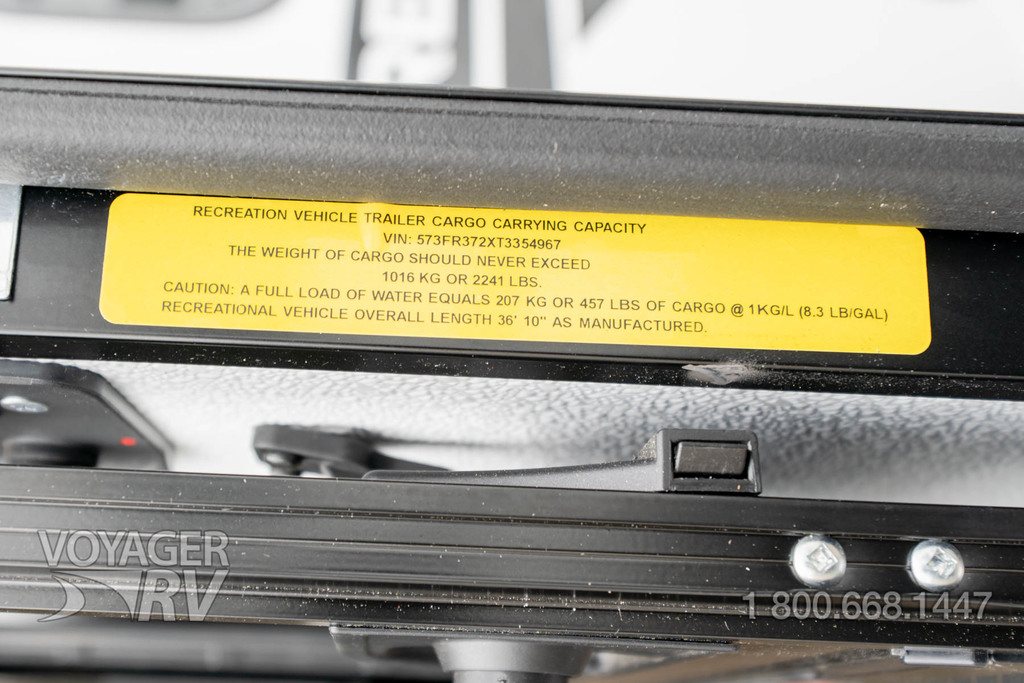 RECREATION VEHICLE TRAILER CARGO CARRYING CAPACITY
VIN: 573FR372XT3354967
THE WEIGHT OF CARGO SHOULD NEVER EXCEED
1016 KG OR 2241 LBS.
CAUTION: A FULL LOAD OF WATER EQUALS 207 KG OR 457 LBS OF CARGO @ 1KG/L (8.3 LB/GAL)
RECREATIONAL VEHICLE OVERALL LENGTH 36' 10" AS MANUFACTURED.
VOYAGER
RV
1 800.668.1447